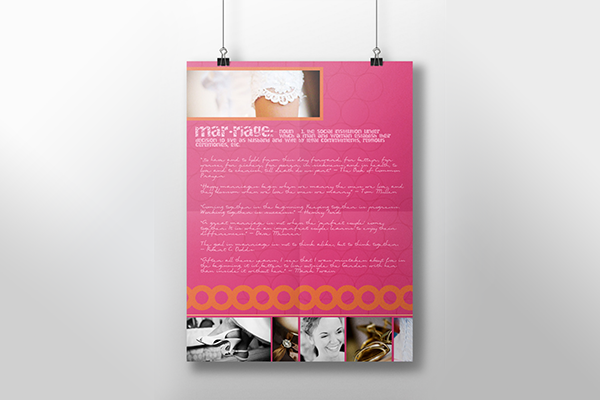 mar·riage: noun 1. the social institution under
which a man and woman establish their
decision to live as husband and wife by legal commitments, religious
ceremonies, etc.
"To have and to hold from this day forward, for better, for
worse, for richer, for poorer, in sickness and in health, to
love and to cherish, till death do us part" – The Book of Common
Prayer
"Happy marriages begin when we marry the ones we love, and
they blossom when we love the ones we marry" – Tom Mullen
"Coming together is the beginning. Keeping together is progress.
Working together is success" – Henry Ford
"A great marriage is not when the 'perfect couple' comes
together. It is when an imperfect couple learns to enjoy their
differences" – Dave Meurer
The goal in marriage is not to think alike, but to think together.
– Robert C. Dodds
"After all these years, I see that I was mistaken about Eve in
the beginning; it is better to live outside the Garden with her
than inside it without her" – Mark Twain